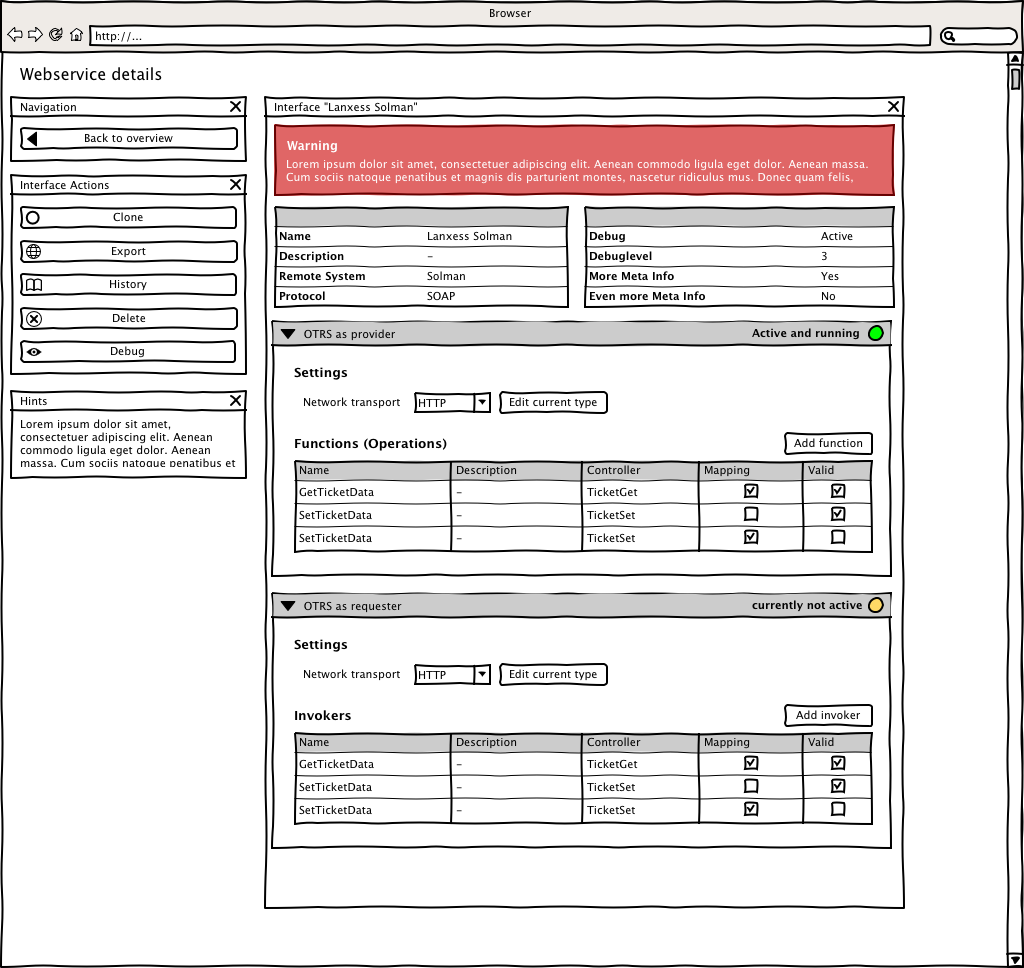 Browser
http://...
Webservice details
Navigation
Back to overview
Interface Actions
Clone
Export
History
Delete
Debug
Hints
Lorem ipsum dolor sit amet,
consectetuer adipiscing elit. Aenean
commodo ligula eget dolor. Aenean
massa. Cum sociis natoque penatibus et
Interface "Lanxess Solman"
Warning
Lorem ipsum dolor sit amet, consectetuer adipiscing elit. Aenean commodo ligula eget dolor. Aenean massa.
Cum sociis natoque penatibus et magnis dis parturient montes, nascetur ridiculus mus. Donec quam felis,
Name Lanxess Solman
Description -
Remote System Solman
Protocol SOAP
Debug Active
Debuglevel 3
More Meta Info Yes
Even more Meta Info No
OTRS as provider Active and running
Settings
Network transport HTTP Edit current type
Functions (Operations) Add function
Name Description Controller Mapping Valid
GetTicketData - TicketGet
SetTicketData - TicketSet
SetTicketData - TicketSet
OTRS as requester currently not active
Settings
Network transport HTTP Edit current type
Invokers Add invoker
Name Description Controller Mapping Valid
GetTicketData - TicketGet
SetTicketData - TicketSet
SetTicketData - TicketSet